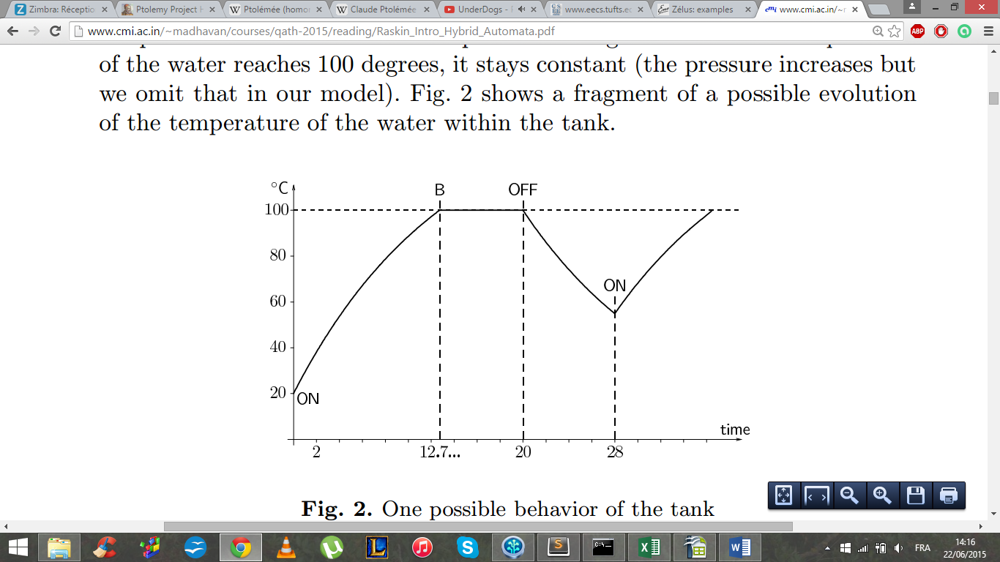 Zimbra: Réceptio
Ptolemy Project H
Ptolémée (homon
Claude Ptolémée
UnderDogs -
www.eecs.tufts.ec
Zélus: examples
www.cmi.ac.in/~r
www.cmi.ac.in/~madhavan/courses/qath-2015/reading/Raskin_Intro_Hybrid_Automata.pdf
ABP
of the water reaches 100 degrees, it stays constant (the pressure increases but
we omit that in our model). Fig. 2 shows a fragment of a possible evolution
of the temperature of the water within the tank.
°C
B
OFF
100
80
ON
60
40
20
ON
time
2
12.7...
20
28
Fig. 2. One possible behavior of the tank
FRA
14:16
22/06/2015